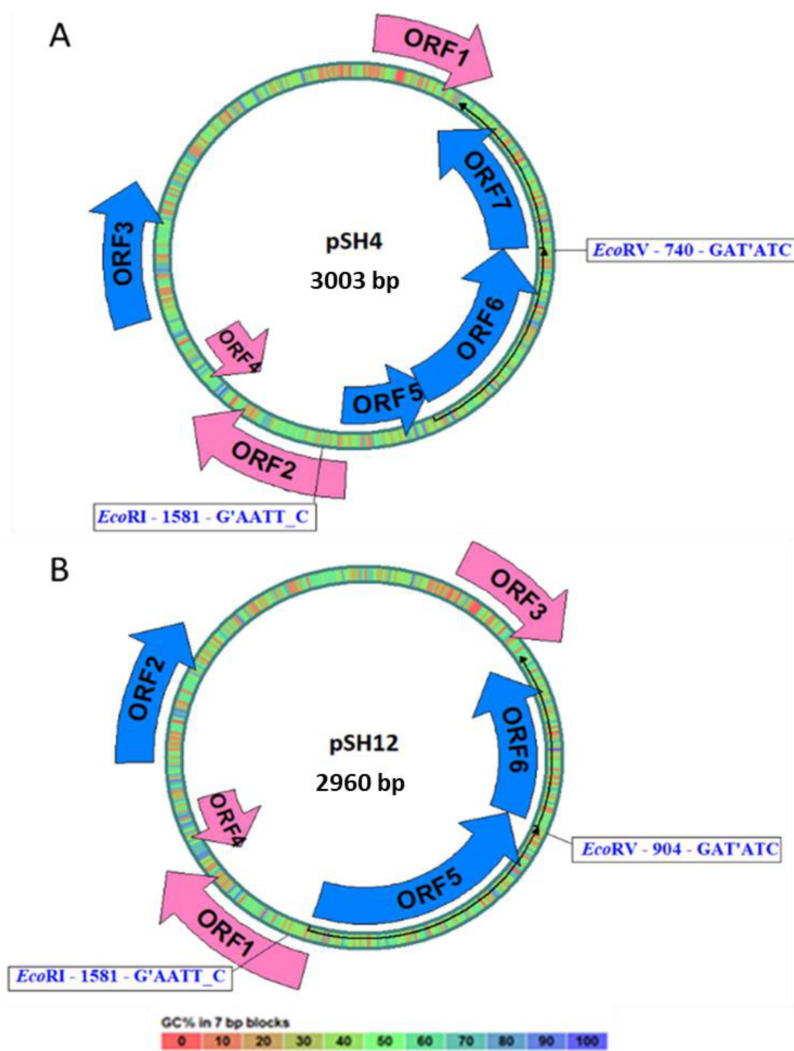 A
ORF1
ORF7
ORF3
pSH4
3003 bp
EcoRV - 740 - GAT'ATC
ORF6
ORF4
ORF5
ORF2
EcoRI - 1581 - G'AATT_C
B
ORF3
ORF2
pSH12
2960 bp
ORF6
ORF4
EcoRV - 904 - GAT'ATC
ORF5
ORF1
EcoRI - 1581 - G'AATT_C
GC% in 7 bp blocks
0 10 20 30 40 50 60 70 80 90 100